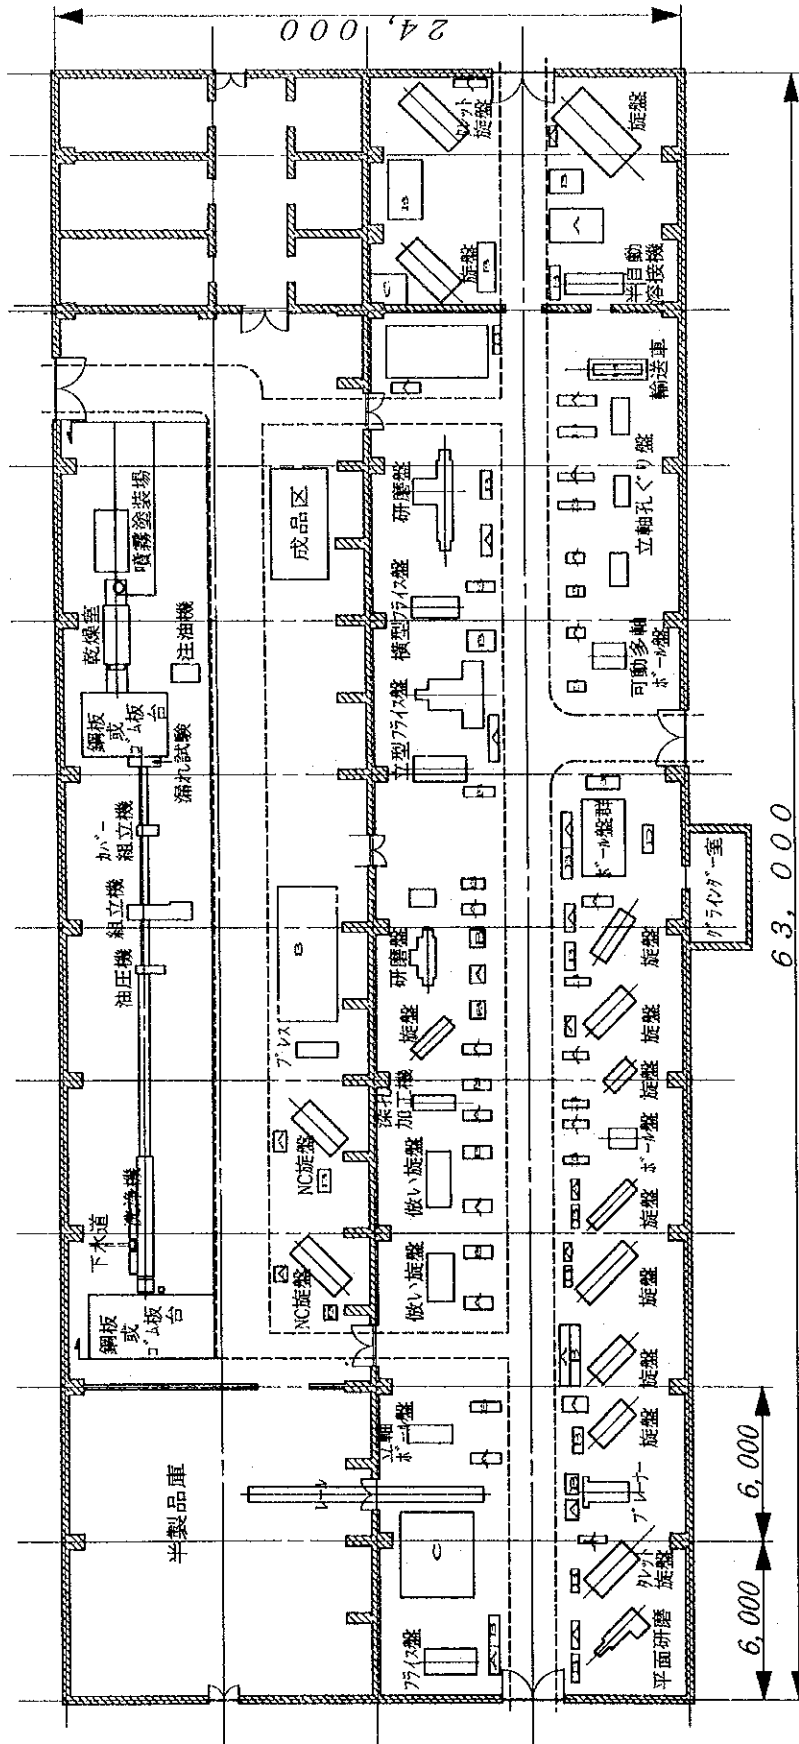 24,000
タレット
旋盤
旋盤
旋盤
半自動
溶接機
輸送車
噴霧塗装場
乾燥室
注油機
鋼板
或
ゴム板
台
漏れ試験
カバー
組立機
組立機
油圧機
洗浄機
下水道
鋼板
或
ゴム板
台
成品区
B
プレス
NC旋盤
NC旋盤
半製品庫
レール
研磨盤
横型フライス盤
立型フライス盤
研磨盤
旋盤
深孔
加工機
倣い旋盤
倣い旋盤
立軸
ボール盤
C
フライス盤
立軸孔ぐり盤
可動多軸
ボール盤
ボール盤群
グラインダー室
旋盤
旋盤
旋盤
ボール盤
旋盤
旋盤
旋盤
旋盤
プレーナー
タレット
旋盤
平面研磨
6,000
6,000
63,000